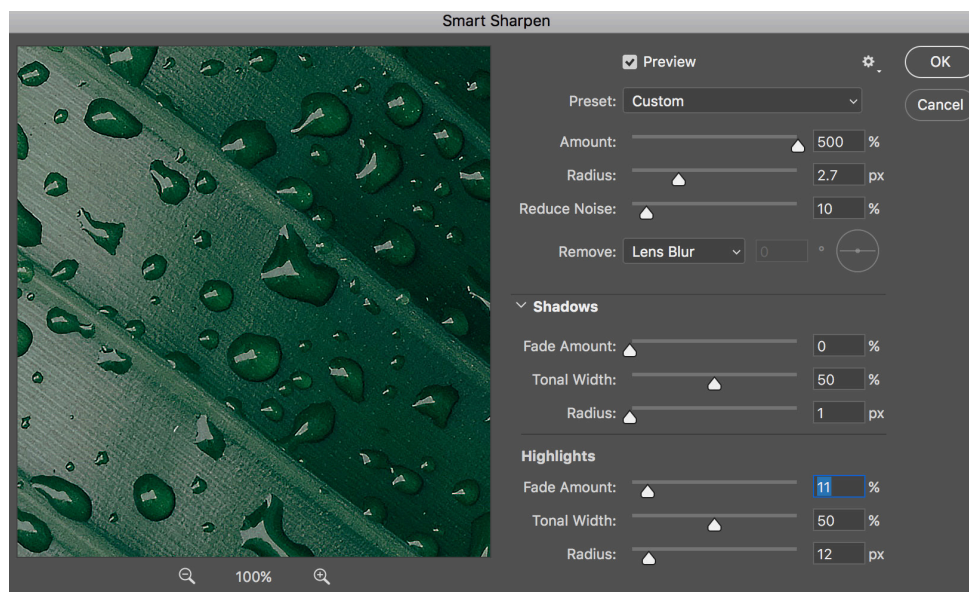 Smart Sharpen
Preview
OK
Preset: Custom
Cancel
Amount: 500 %
Radius: 2.7 px
Reduce Noise: 10 %
Remove: Lens Blur 0 °
Shadows
Fade Amount: 0 %
Tonal Width: 50 %
Radius: 1 px
Highlights
Fade Amount: 11 %
Tonal Width: 50 %
Radius: 12 px
100%